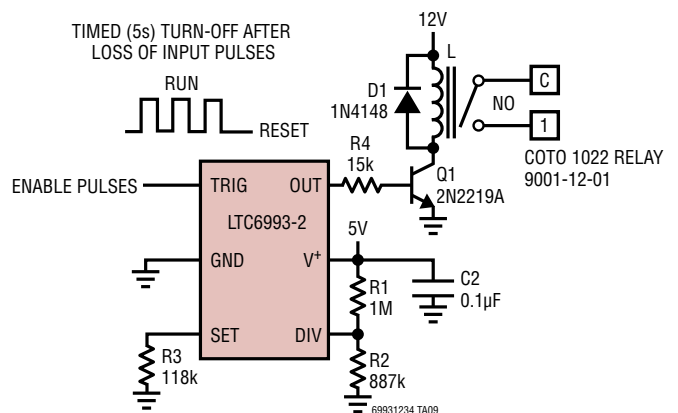 TIMED (5s) TURN-OFF AFTER
LOSS OF INPUT PULSES
RUN
RESET
12V
L
D1
1N4148
C
NO
1
COTO 1022 RELAY
9001-12-01
R4
15k
Q1
2N2219A
ENABLE PULSES
TRIG
OUT
LTC6993-2
5V
GND
V+
R1
1M
C2
0.1µF
SET
DIV
R3
118k
R2
887k
69931234 TA09